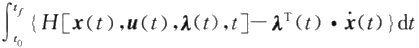 ∫_{t_0}^{t_f} {H[𝒙(t),𝒖(t),𝝀(t),t]−𝝀^T(t)•𝒙̇(t)}dt